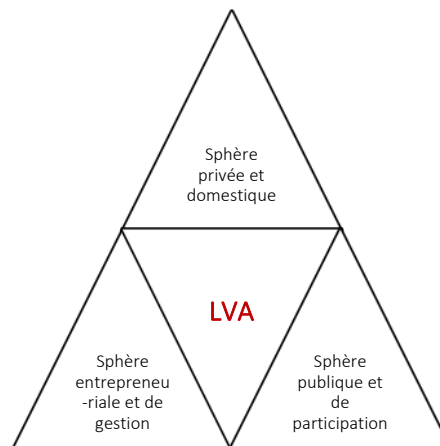 Sphère
privée et
domestique
LVA
Sphère
entrepreneu
-riale et de
gestion
Sphère
publique et
de
participation